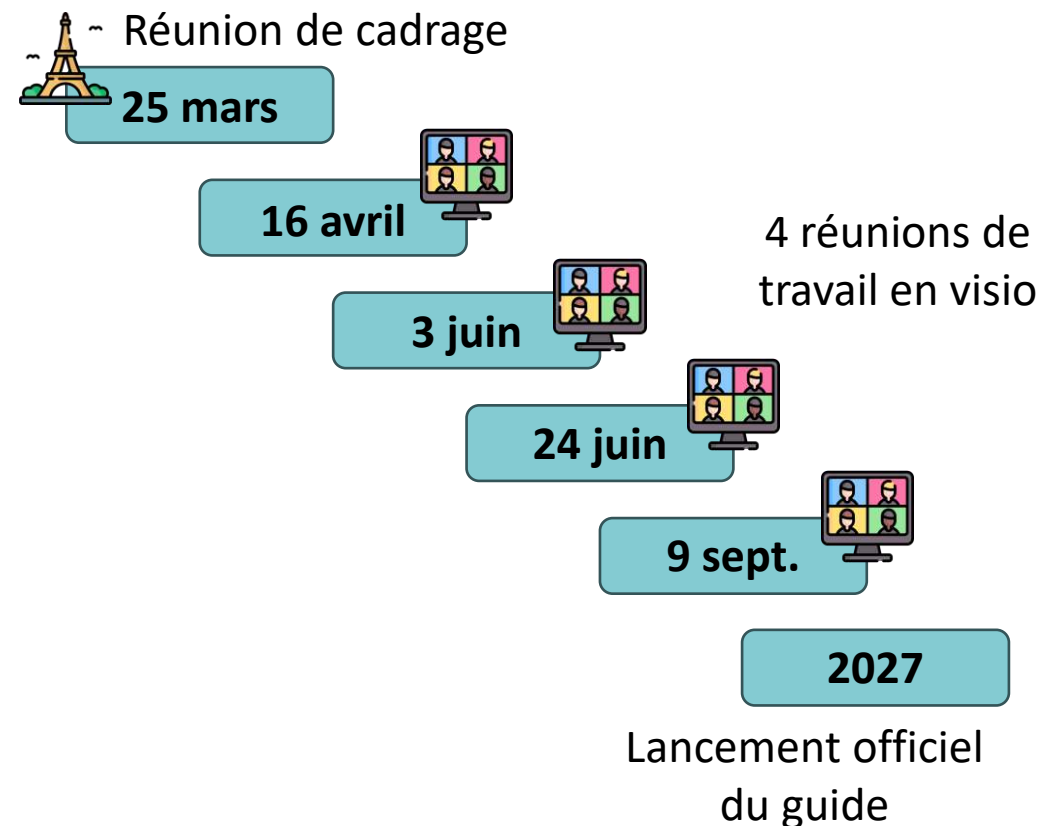 Réunion de cadrage
25 mars
16 avril
4 réunions de
travail en visio
3 juin
24 juin
9 sept.
2027
Lancement officiel
du guide